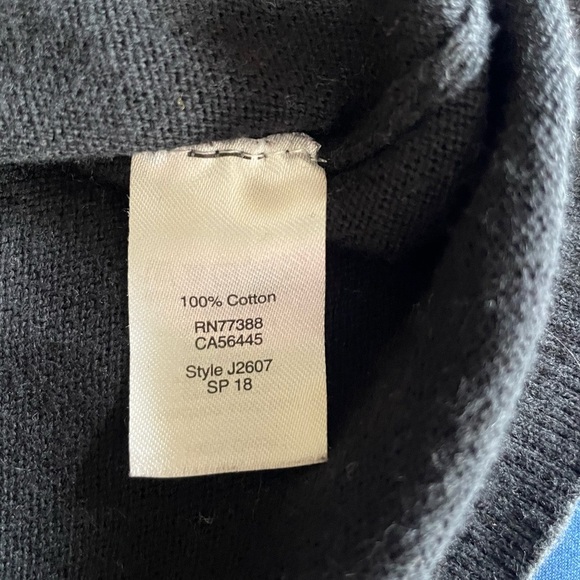 100% Cotton
RN77388
CA56445
Style J2607
SP 18